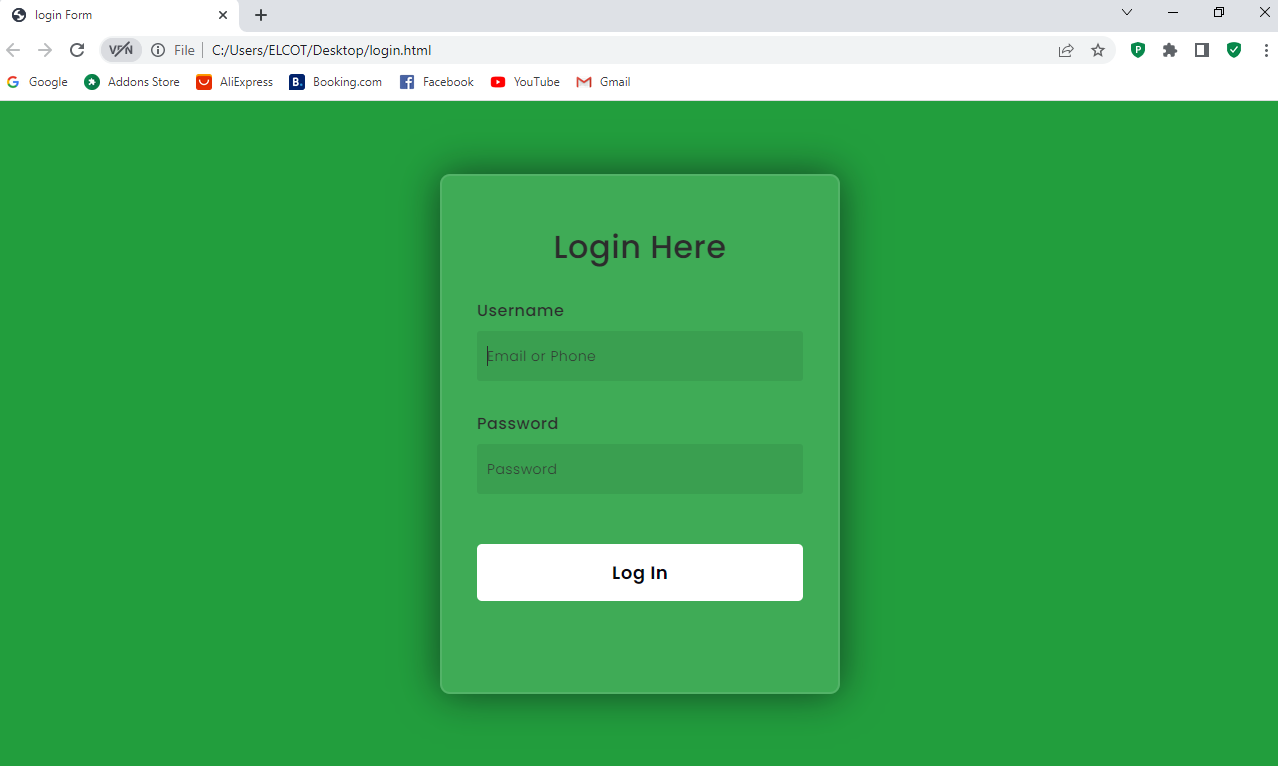 login Form
VPN File C:/Users/ELCOT/Desktop/login.html
Google Addons Store AliExpress B. Booking.com Facebook YouTube Gmail
Login Here
Username
Email or Phone
Password
Password
Log In